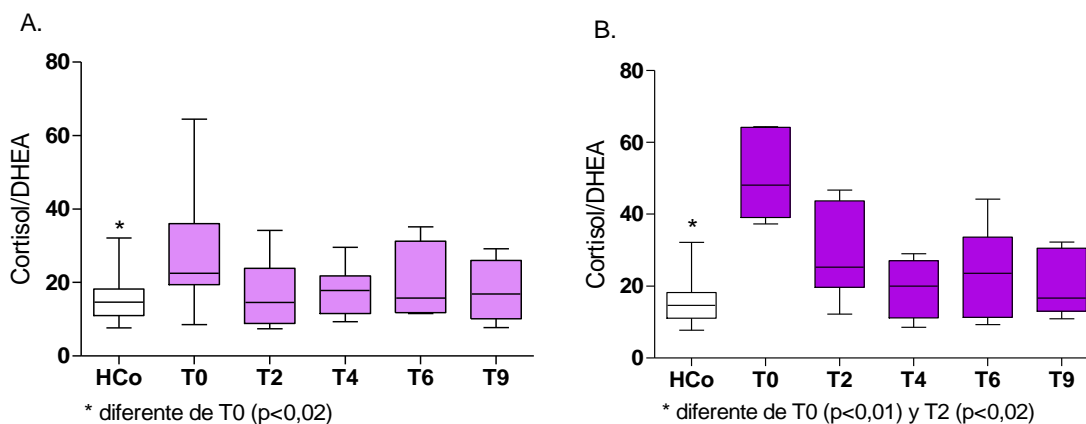 A.
Cortisol/DHEA
80
60
40
20
0
*
HCo T0 T2 T4 T6 T9
* diferente de T0 (p<0,02)
B.
Cortisol/DHEA
80
60
40
20
0
*
HCo T0 T2 T4 T6 T9
* diferente de T0 (p<0,01) y T2 (p<0,02)